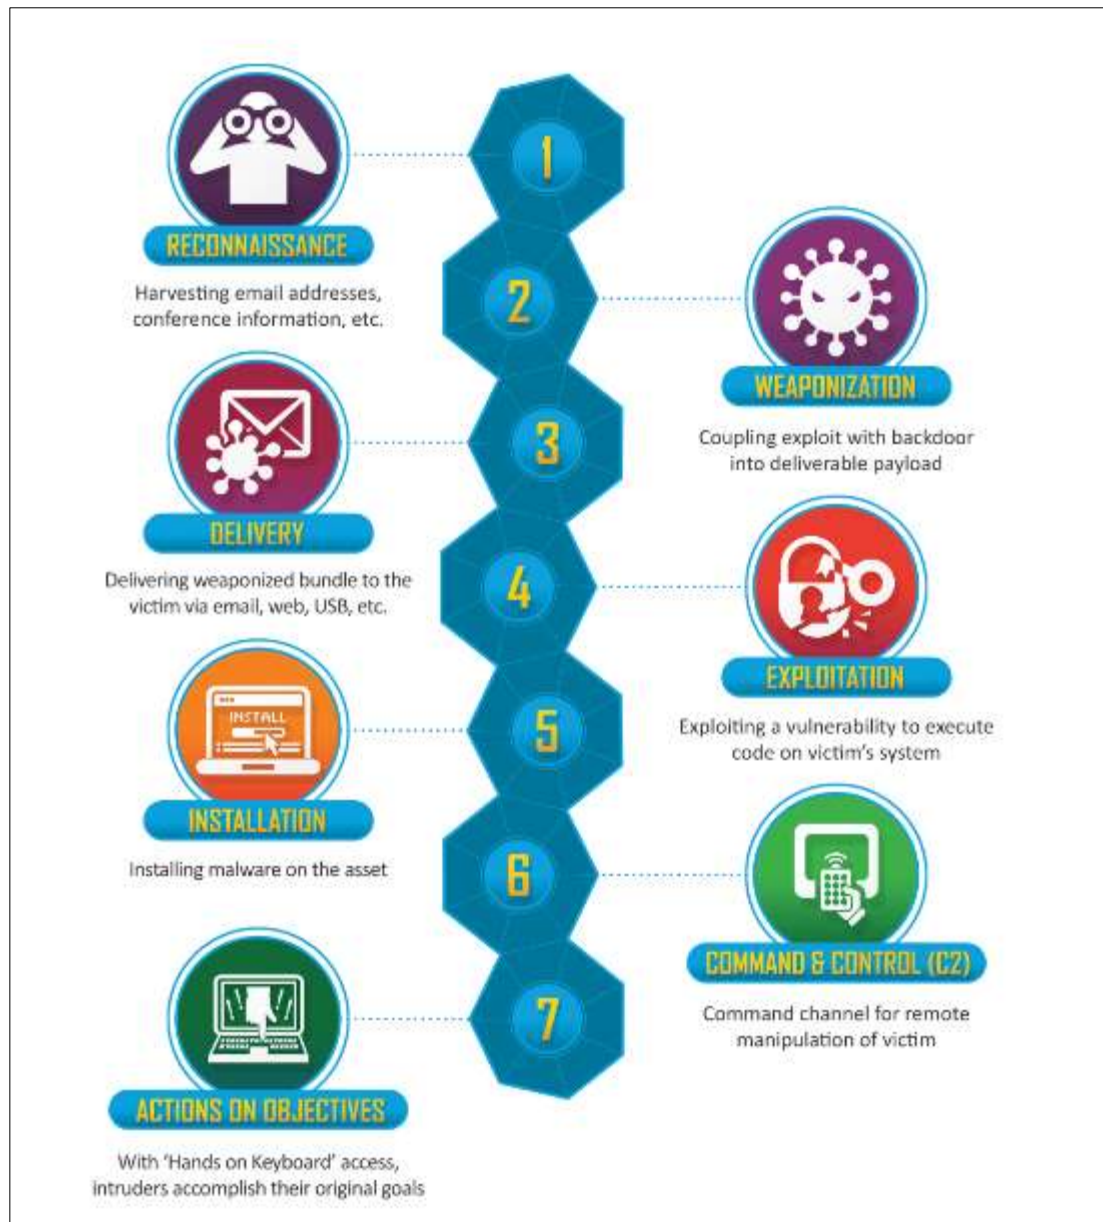 1
RECONNAISSANCE
Harvesting email addresses,
conference information, etc.
2
WEAPONIZATION
Coupling exploit with backdoor
into deliverable payload
3
DELIVERY
Delivering weaponized bundle to the
victim via email, web, USB, etc.
4
EXPLOITATION
Exploiting a vulnerability to execute
code on victim's system
5
INSTALL
INSTALLATION
Installing malware on the asset
6
COMMAND & CONTROL (C2)
Command channel for remote
manipulation of victim
7
ACTIONS ON OBJECTIVES
With 'Hands on Keyboard' access,
intruders accomplish their original goals